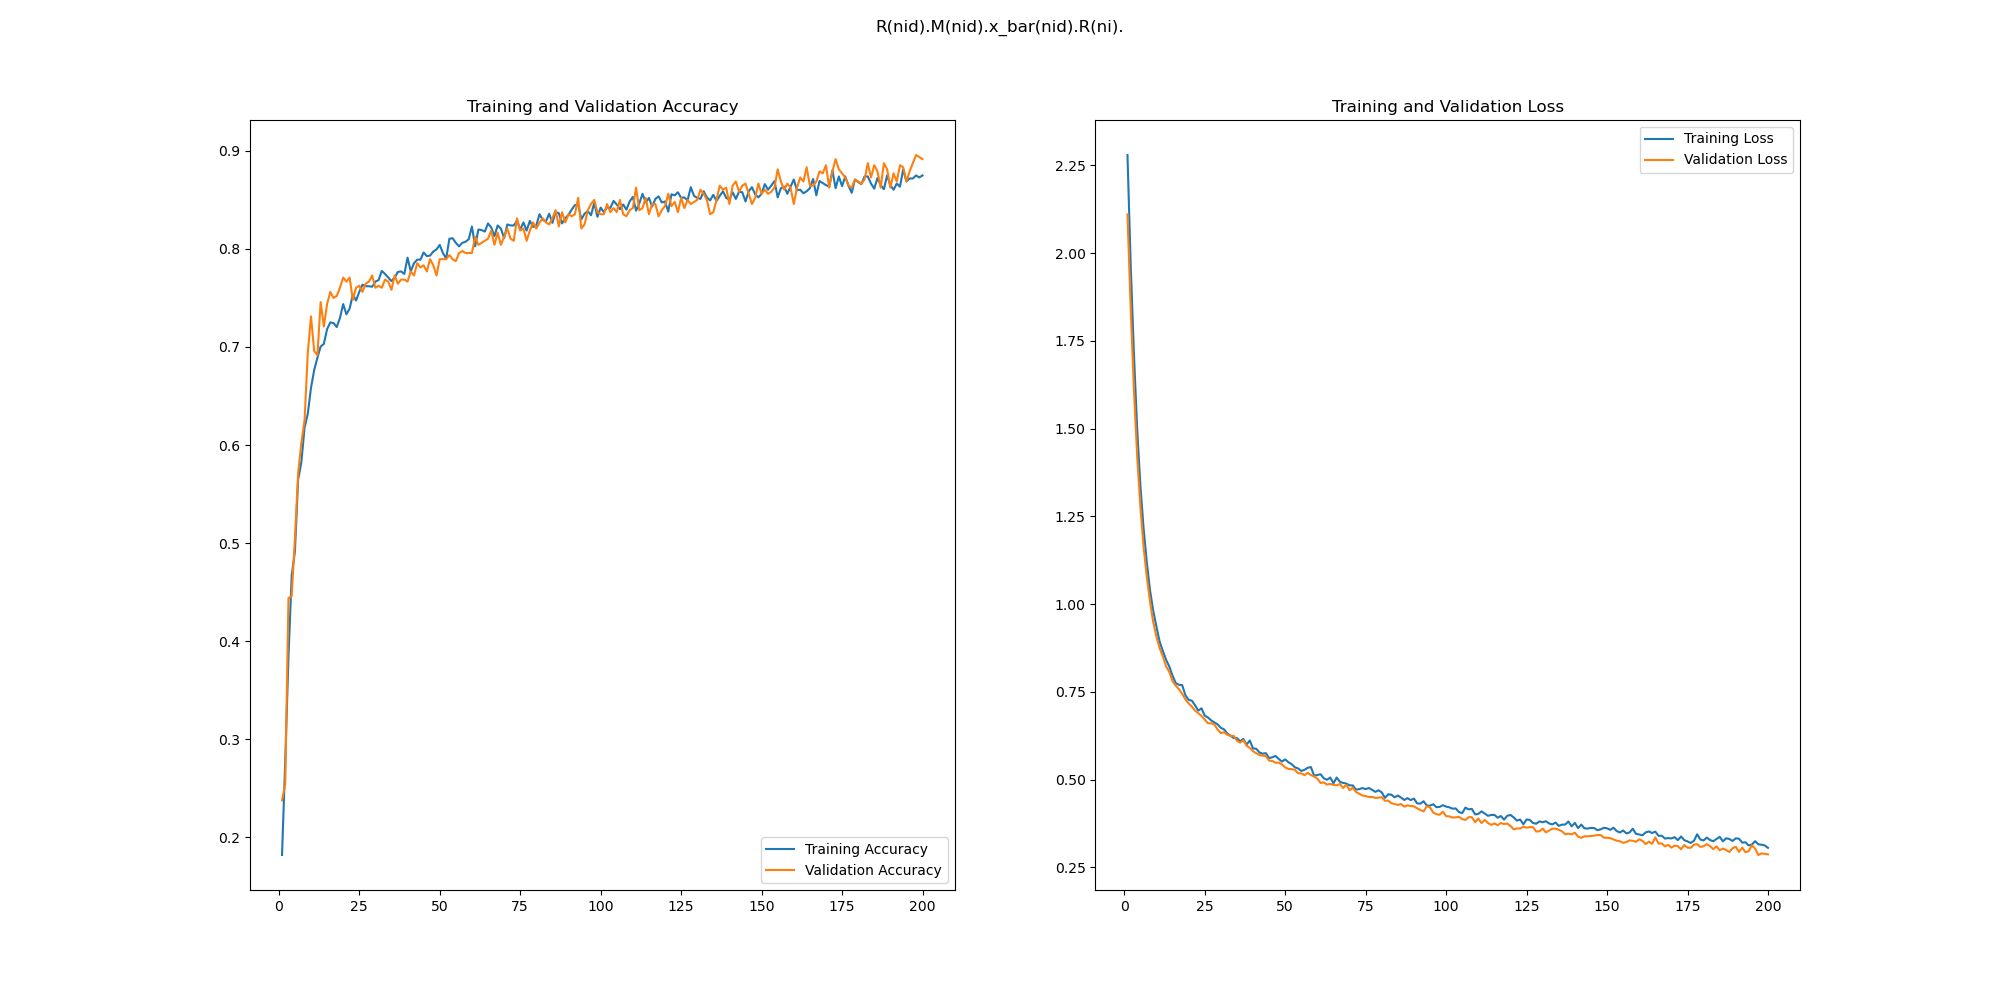 R(nid).M(nid).x_bar(nid).R(ni).
Training and Validation Accuracy
0.9
0.8
0.7
0.6
0.5
0.4
0.3
0.2
Training Accuracy
Validation Accuracy
0 25 50 75 100 125 150 175 200
Training and Validation Loss
Training Loss
Validation Loss
2.25
2.00
1.75
1.50
1.25
1.00
0.75
0.50
0.25
0 25 50 75 100 125 150 175 200